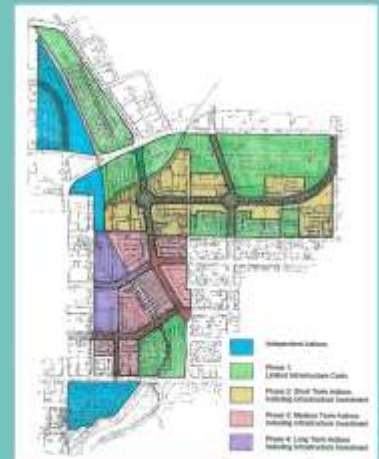 Independent Actions
Phase 1:
Limited Infrastructure Costs
Phase 2: Short Term Actions
Including Infrastructure Investment
Phase 3: Medium Term Actions
Including Infrastructure Investment
Phase 4: Long Term Actions
Including Infrastructure Investment